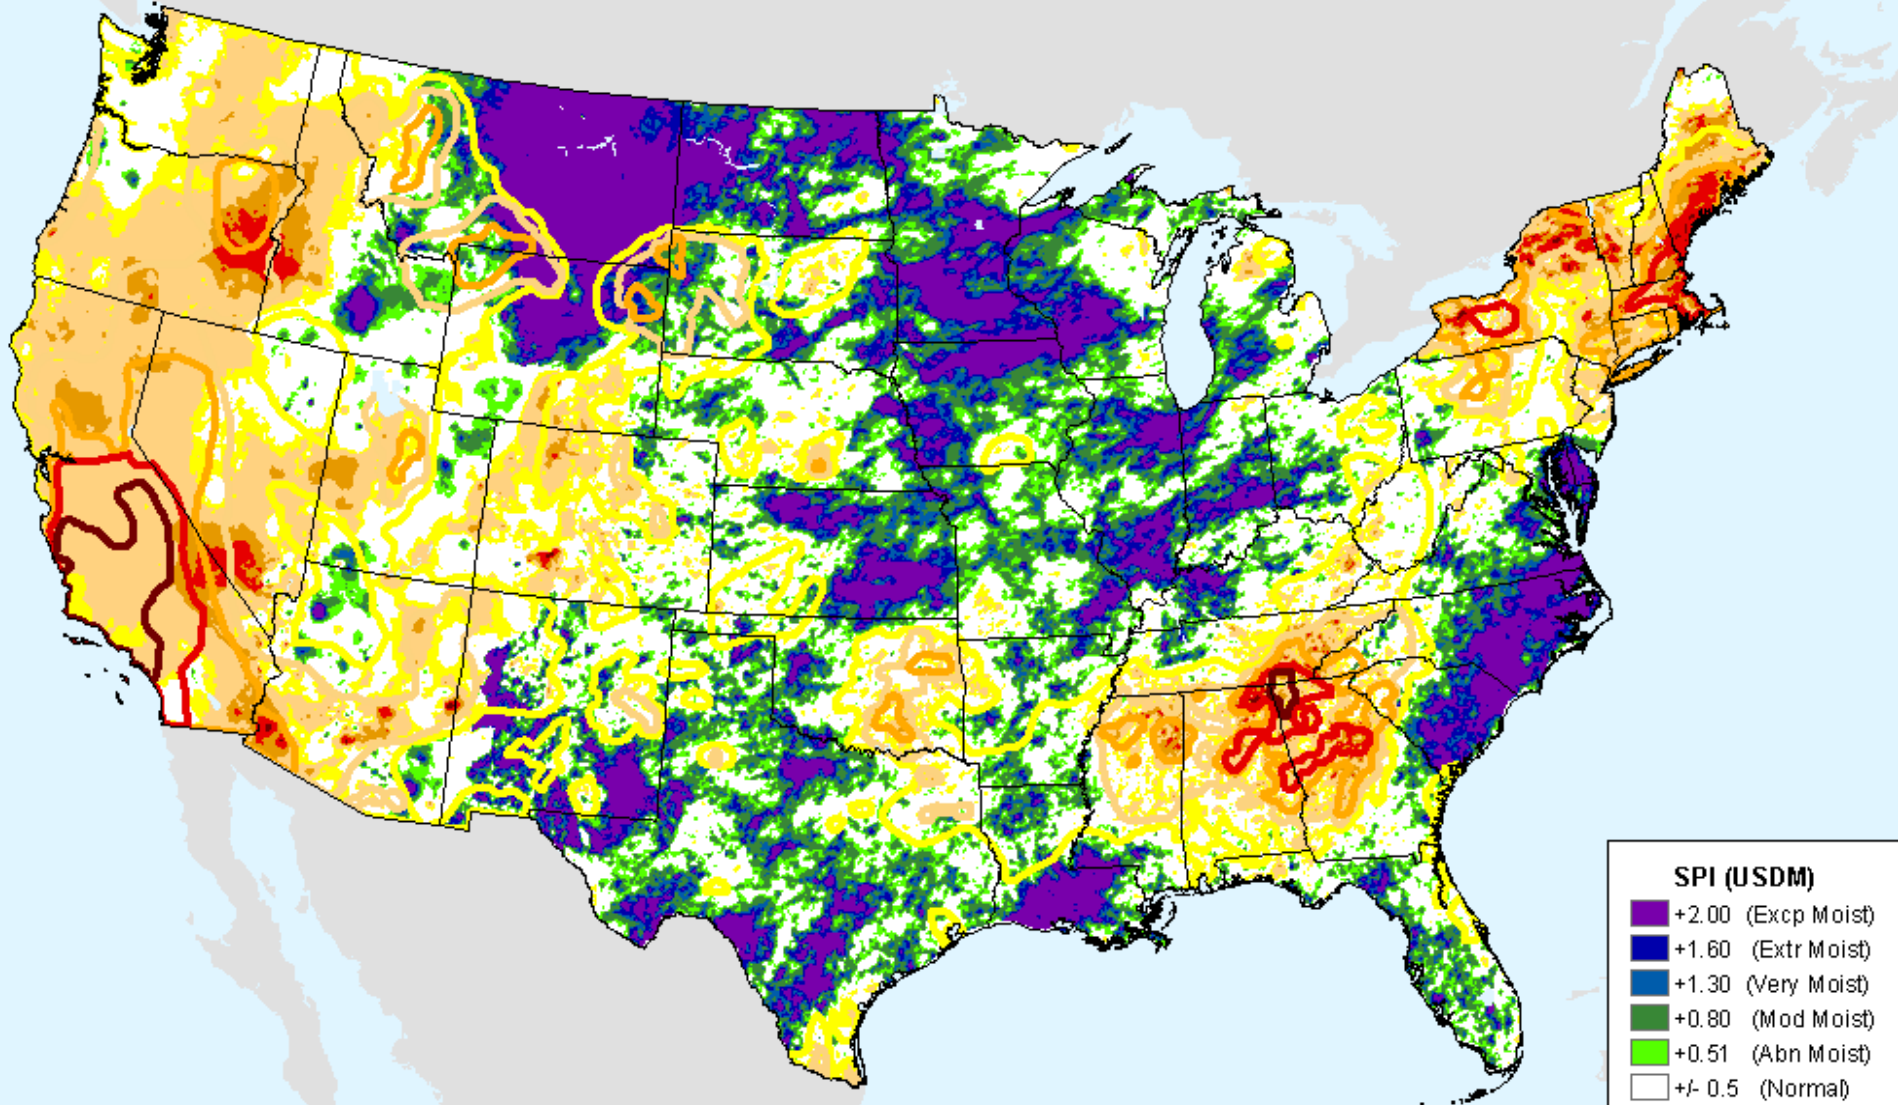 SPI (USDM)
+2.00 (Excp Moist)
+1.60 (Extr Moist)
+1.30 (Very Moist)
+0.80 (Mod Moist)
+0.51 (Abn Moist)
+/- 0.5 (Normal)